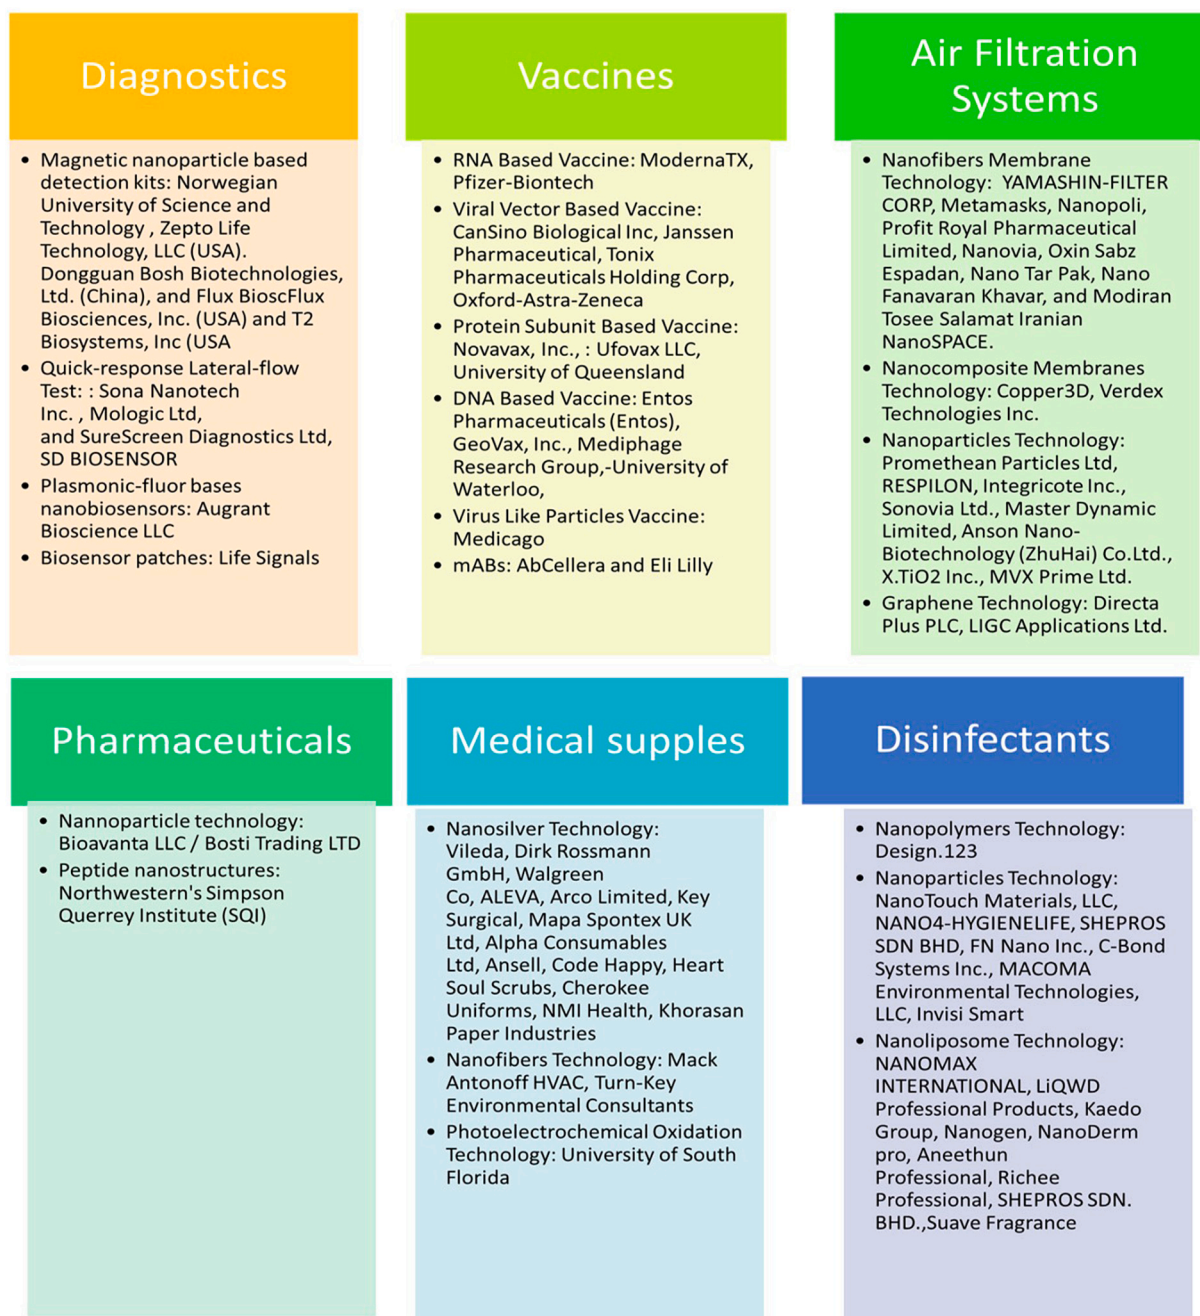 Diagnostics
• Magnetic nanoparticle based
detection kits: Norwegian
University of Science and
Technology , Zepto Life
Technology, LLC (USA).
Dongguan Bosh Biotechnologies,
Ltd. (China), and Flux BioscFlux
Biosciences, Inc. (USA) and T2
Biosystems, Inc (USA
• Quick-response Lateral-flow
Test: : Sona Nanotech
Inc. , Mologic Ltd,
and SureScreen Diagnostics Ltd,
SD BIOSENSOR
• Plasmonic-fluor bases
nanobiosensors: Augrant
Bioscience LLC
• Biosensor patches: Life Signals
Vaccines
• RNA Based Vaccine: ModernaTX,
Pfizer-Biontech
• Viral Vector Based Vaccine:
CanSino Biological Inc, Janssen
Pharmaceutical, Tonix
Pharmaceuticals Holding Corp,
Oxford-Astra-Zeneca
• Protein Subunit Based Vaccine:
Novavax, Inc., : Ufovax LLC,
University of Queensland
• DNA Based Vaccine: Entos
Pharmaceuticals (Entos),
GeoVax, Inc., Mediphage
Research Group,-University of
Waterloo,
• Virus Like Particles Vaccine:
Medicago
• mABs: AbCellera and Eli Lilly
Air Filtration
Systems
• Nanofibers Membrane
Technology: YAMASHIN-FILTER
CORP, Metamasks, Nanopoli,
Profit Royal Pharmaceutical
Limited, Nanovia, Oxin Sabz
Espadan, Nano Tar Pak, Nano
Fanavaran Khavar, and Modiran
Tosee Salamat Iranian
NanoSPACE.
• Nanocomposite Membranes
Technology: Copper3D, Verdex
Technologies Inc.
• Nanoparticles Technology:
Promethean Particles Ltd,
RESPILON, Integricote Inc.,
Sonovia Ltd., Master Dynamic
Limited, Anson Nano-
Biotechnology (ZhuHai) Co.Ltd.,
X.TiO2 Inc., MVX Prime Ltd.
• Graphene Technology: Directa
Plus PLC, LIGC Applications Ltd.
Pharmaceuticals
• Nannoparticle technology:
Bioavanta LLC / Bosti Trading LTD
• Peptide nanostructures:
Northwestern's Simpson
Querrey Institute (SQI)
Medical supples
• Nanosilver Technology:
Vileda, Dirk Rossmann
GmbH, Walgreen
Co, ALEVA, Arco Limited, Key
Surgical, Mapa Spontex UK
Ltd, Alpha Consumables
Ltd, Ansell, Code Happy, Heart
Soul Scrubs, Cherokee
Uniforms, NMI Health, Khorasan
Paper Industries
• Nanofibers Technology: Mack
Antonoff HVAC, Turn-Key
Environmental Consultants
• Photoelectrochemical Oxidation
Technology: University of South
Florida
Disinfectants
• Nanopolymers Technology:
Design.123
• Nanoparticles Technology:
NanoTouch Materials, LLC,
NANO4-HYGIENELIFE, SHEPROS
SDN BHD, FN Nano Inc., C-Bond
Systems Inc., MACOMA
Environmental Technologies,
LLC, Invisi Smart
• Nanoliposome Technology:
NANOMAX
INTERNATIONAL, LiQWD
Professional Products, Kaedo
Group, Nanogen, NanoDerm
pro, Aneethun
Professional, Richee
Professional, SHEPROS SDN.
BHD.,Suave Fragrance